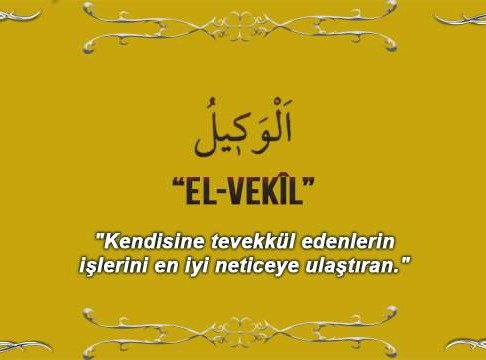 اَلْوَكٖيلُ
“EL-VEKÎL”
"Kendisine tevekkül edenlerin
işlerini en iyi neticeye ulaştıran."